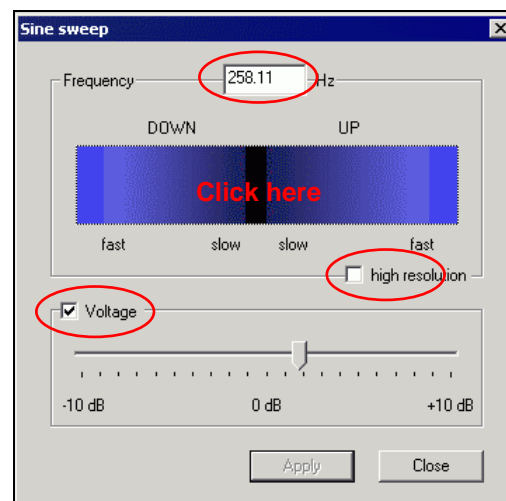 Sine sweep
Frequency 258.11 Hz
DOWN UP
Click here
fast slow slow fast
high resolution
Voltage
-10 dB 0 dB +10 dB
Apply Close